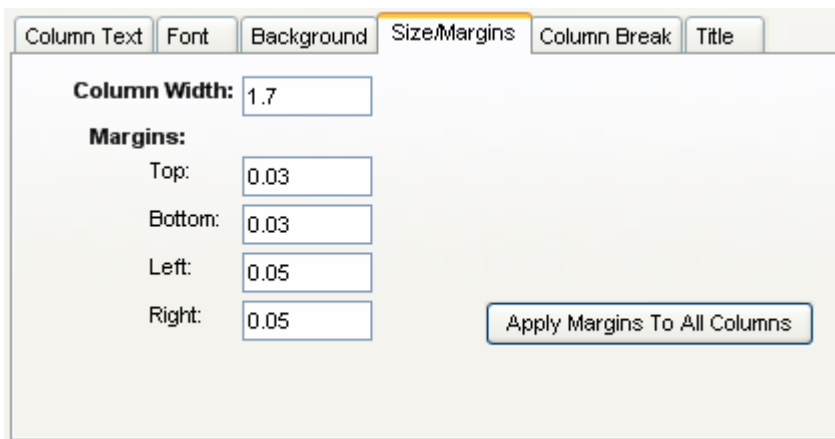 Column Text Font Background Size/Margins Column Break Title
Column Width: 1.7
Margins:
Top: 0.03
Bottom: 0.03
Left: 0.05
Right: 0.05 Apply Margins To All Columns